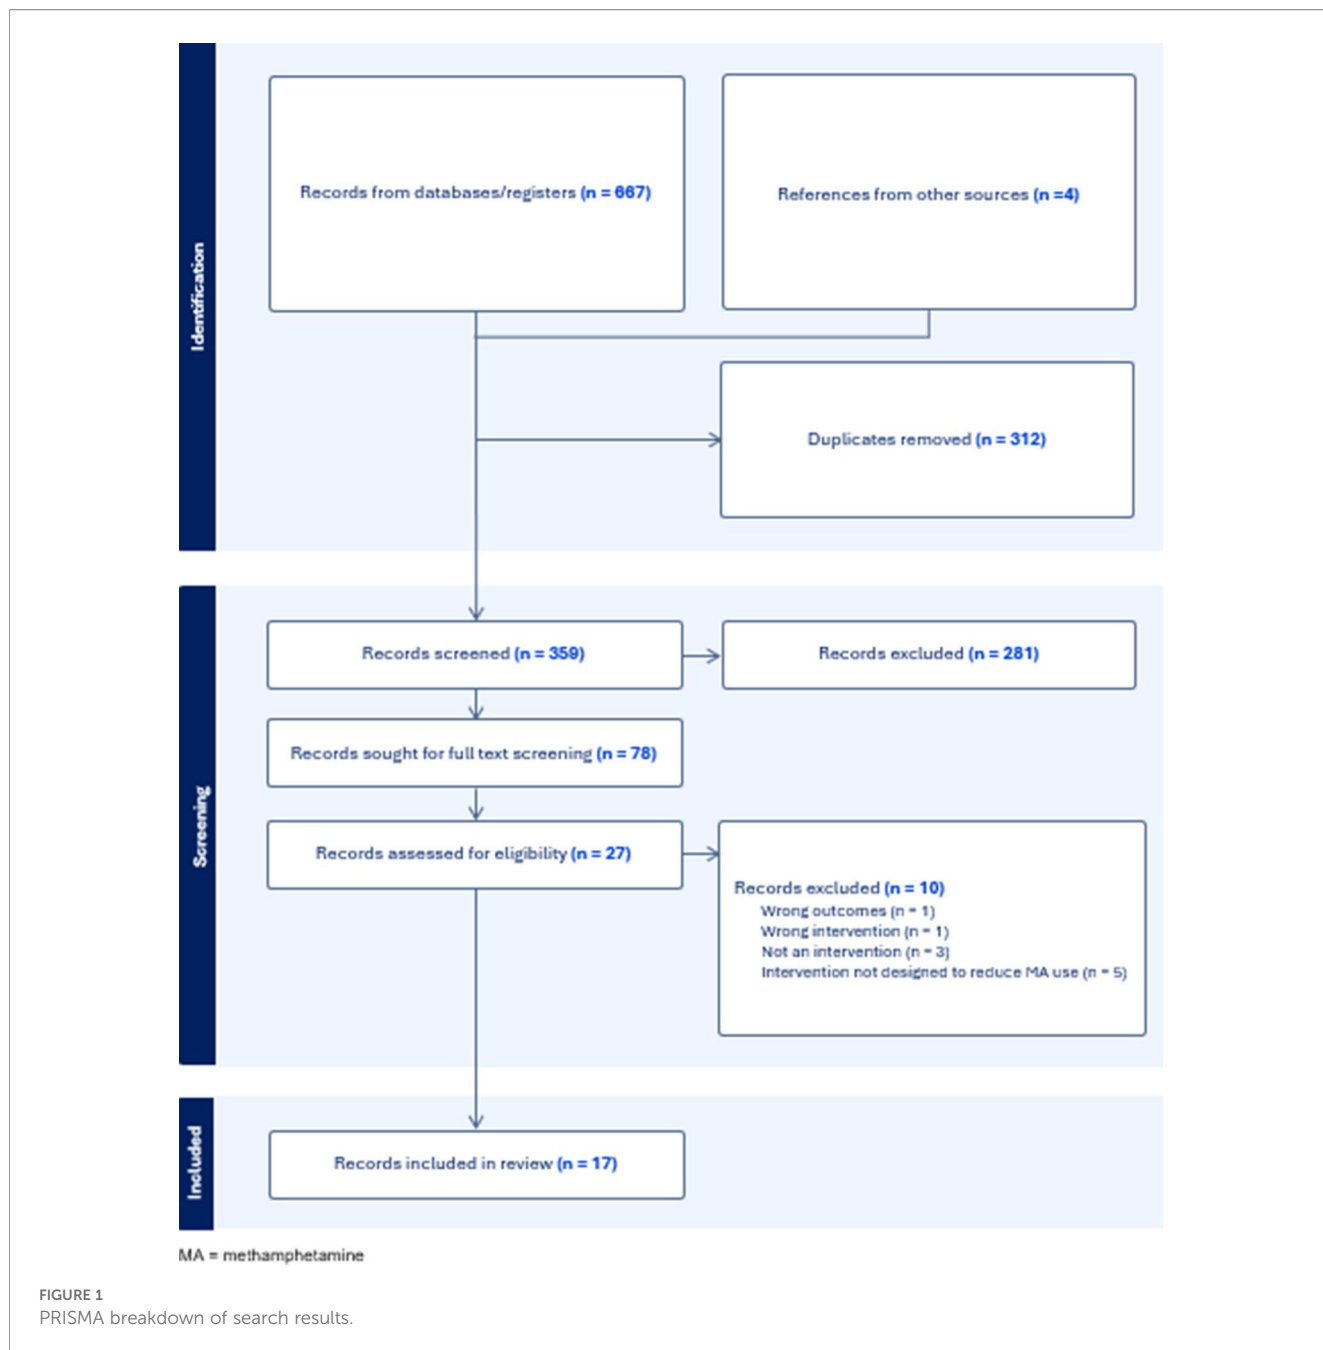 Identification
Records from databases/registers (n = 667)
References from other sources (n =4)
Duplicates removed (n = 312)
Screening
Records screened (n = 359)
Records excluded (n = 281)
Records sought for full text screening (n = 78)
Records assessed for eligibility (n = 27)
Records excluded (n = 10)
Wrong outcomes (n = 1)
Wrong intervention (n = 1)
Not an intervention (n = 3)
Intervention not designed to reduce MA use (n = 5)
Included
Records included in review (n = 17)
MA = methamphetamine
FIGURE 1
PRISMA breakdown of search results.